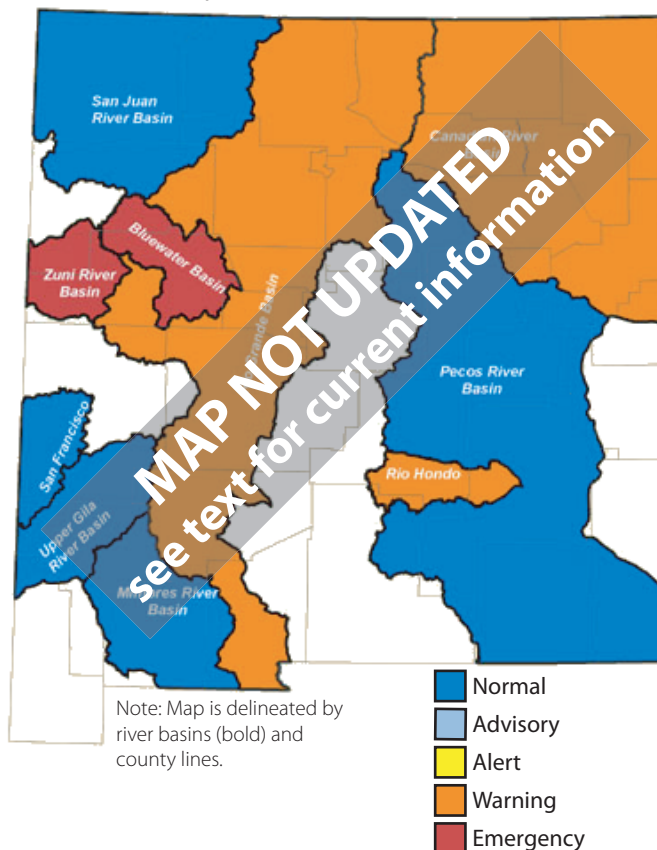 San Juan
River Basin
Canadian River
Basin
Bluewater Basin
Zuni River
Basin
Grande Basin
MAP NOT UPDATED
see text for current information
Pecos River
Basin
San Francisco
Rio Hondo
Upper Gila
River Basin
Mimbres River
Basin
Note: Map is delineated by
river basins (bold) and
county lines.
Normal
Advisory
Alert
Warning
Emergency